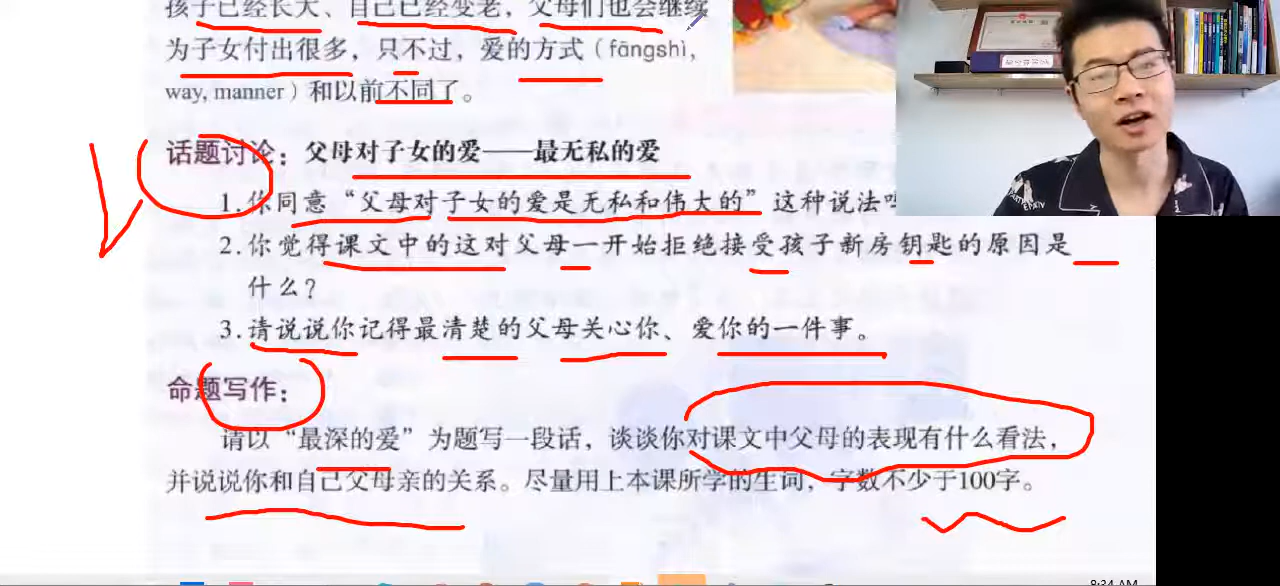 孩子已经长大、自己已经变老，父母们也会继续
为子女付出很多，只不过，爱的方式（fāngshì,
way, manner）和以前不同了。
话题讨论：父母对子女的爱——最无私的爱
1. 你同意“父母对子女的爱是无私和伟大的”这种说法吗
2. 你觉得课文中的这对父母一开始拒绝接受孩子新房钥匙的原因是
什么？
3. 请说说你记得最清楚的父母关心你、爱你的一件事。
命题写作：
请以“最深的爱”为题写一段话，谈谈你对课文中父母的表现有什么看法，
并说说你和自己父母亲的关系。尽量用上本课所学的生词，字数不少于100字。
8:34 AM